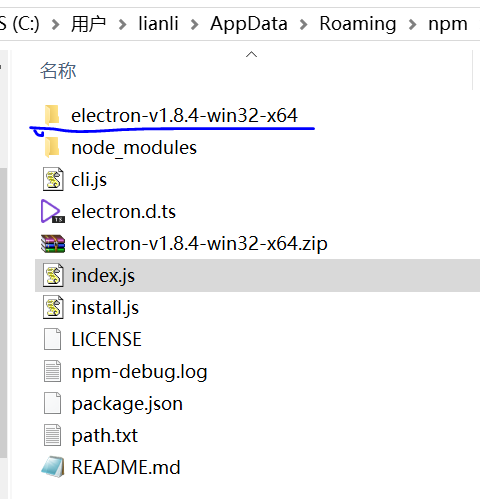 S (C:) > 用户 > lianli > AppData > Roaming > npm
名称
electron-v1.8.4-win32-x64
node_modules
cli.js
electron.d.ts
electron-v1.8.4-win32-x64.zip
index.js
install.js
LICENSE
npm-debug.log
package.json
path.txt
README.md